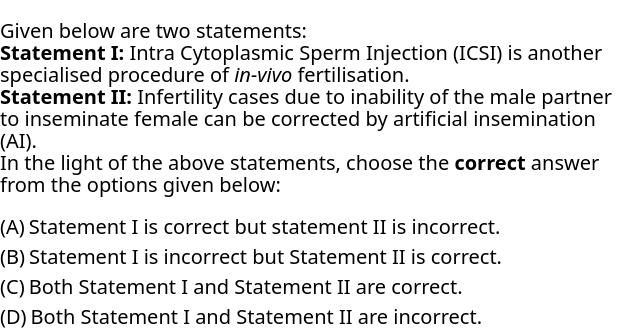 Given below are two statements:
Statement I: Intra Cytoplasmic Sperm Injection (ICSI) is another
specialised procedure of in-vivo fertilisation.
Statement II: Infertility cases due to inability of the male partner
to inseminate female can be corrected by artificial insemination
(AI).
In the light of the above statements, choose the correct answer
from the options given below:
(A) Statement I is correct but statement II is incorrect.
(B) Statement I is incorrect but Statement II is correct.
(C) Both Statement I and Statement II are correct.
(D) Both Statement I and Statement II are incorrect.